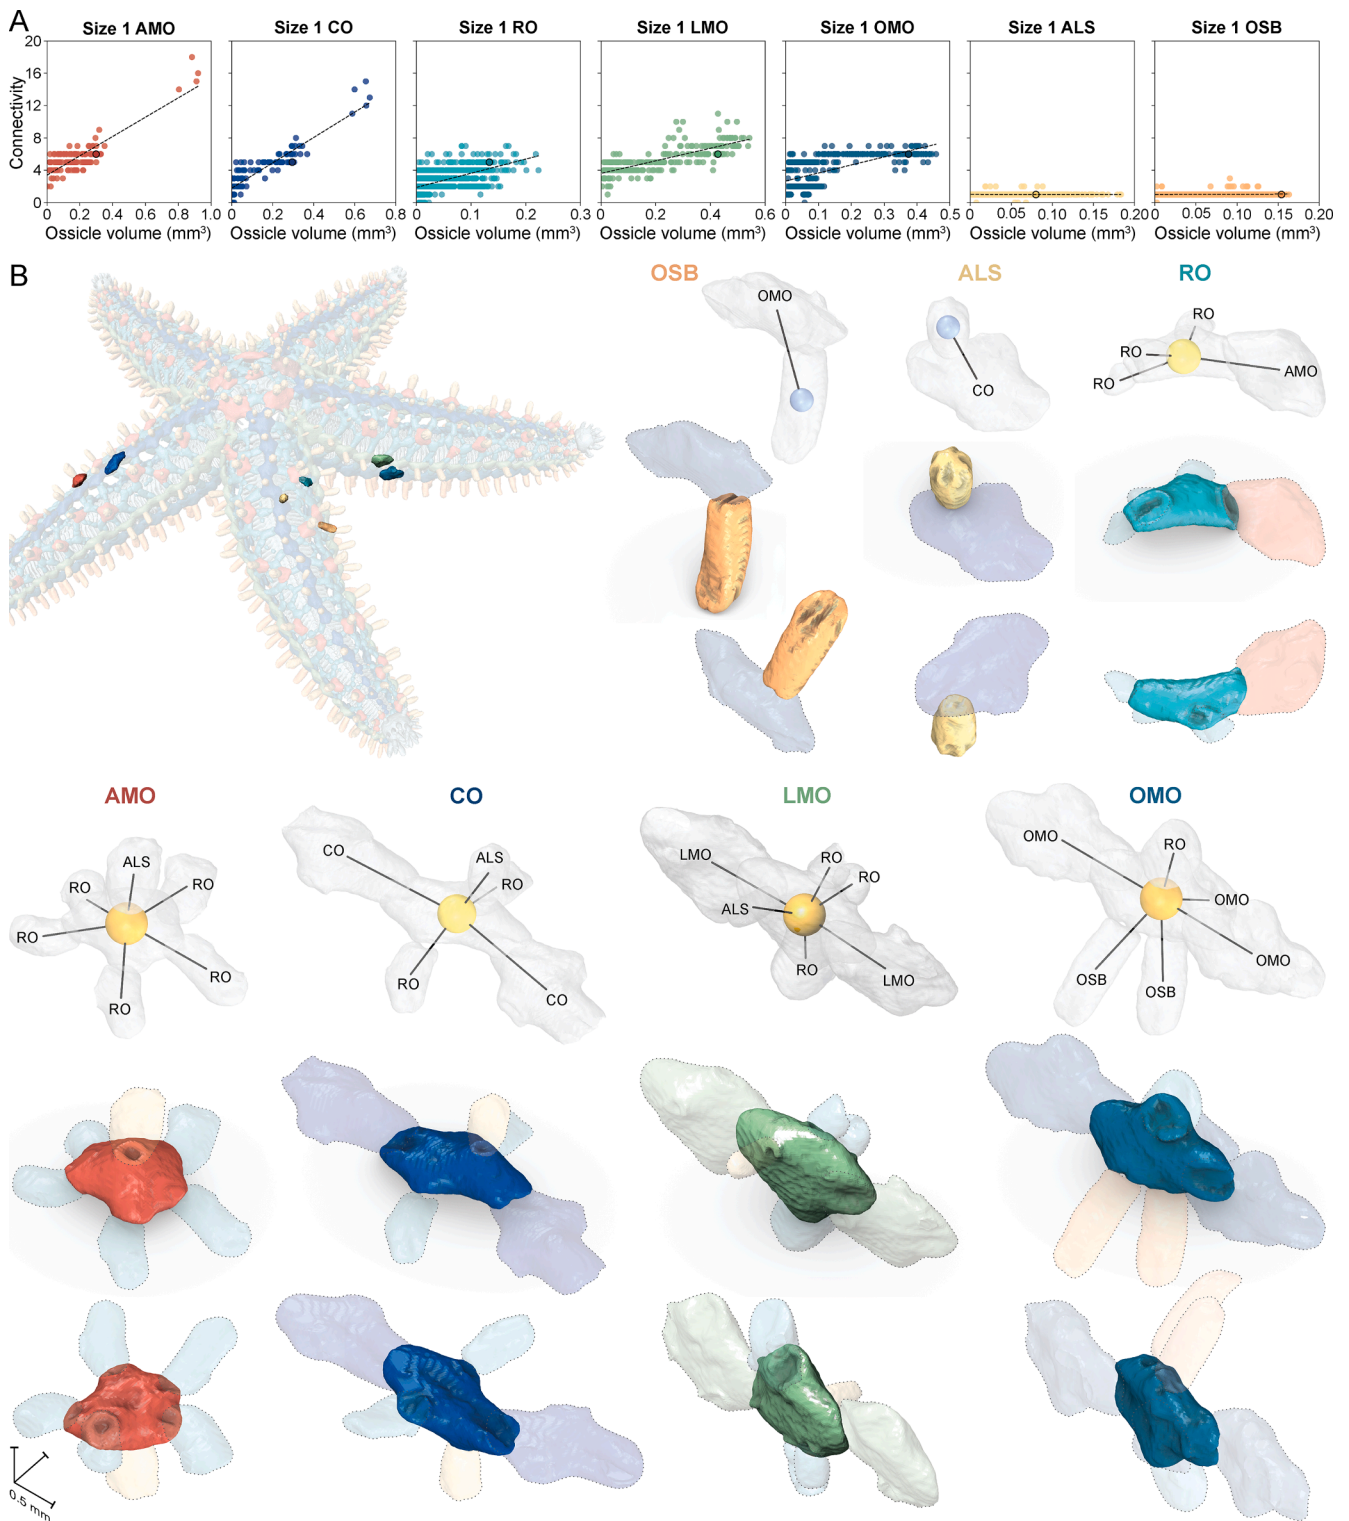 A
Size 1 AMO
Size 1 CO
Size 1 RO
Size 1 LMO
Size 1 OMO
Size 1 ALS
Size 1 OSB
Connectivity
20
16
12
8
4
0
0 0.2 0.4 0.6 0.8 1.0
0 0.2 0.4 0.6 0.8
0 0.1 0.2 0.3
0 0.2 0.4 0.6
0 0.1 0.2 0.3 0.4 0.5
0 0.05 0.10 0.15 0.20
0 0.05 0.10 0.15 0.20
Ossicle volume (mm³)
Ossicle volume (mm³)
Ossicle volume (mm³)
Ossicle volume (mm³)
Ossicle volume (mm³)
Ossicle volume (mm³)
Ossicle volume (mm³)
B
OSB
OMO
ALS
CO
RO
RO
RO
RO
AMO
AMO
ALS
RO
RO
RO
RO
RO
CO
CO
ALS
RO
RO
CO
LMO
LMO
RO
RO
ALS
RO
LMO
OMO
OMO
RO
OMO
OMO
OSB
OSB
0.5 mm